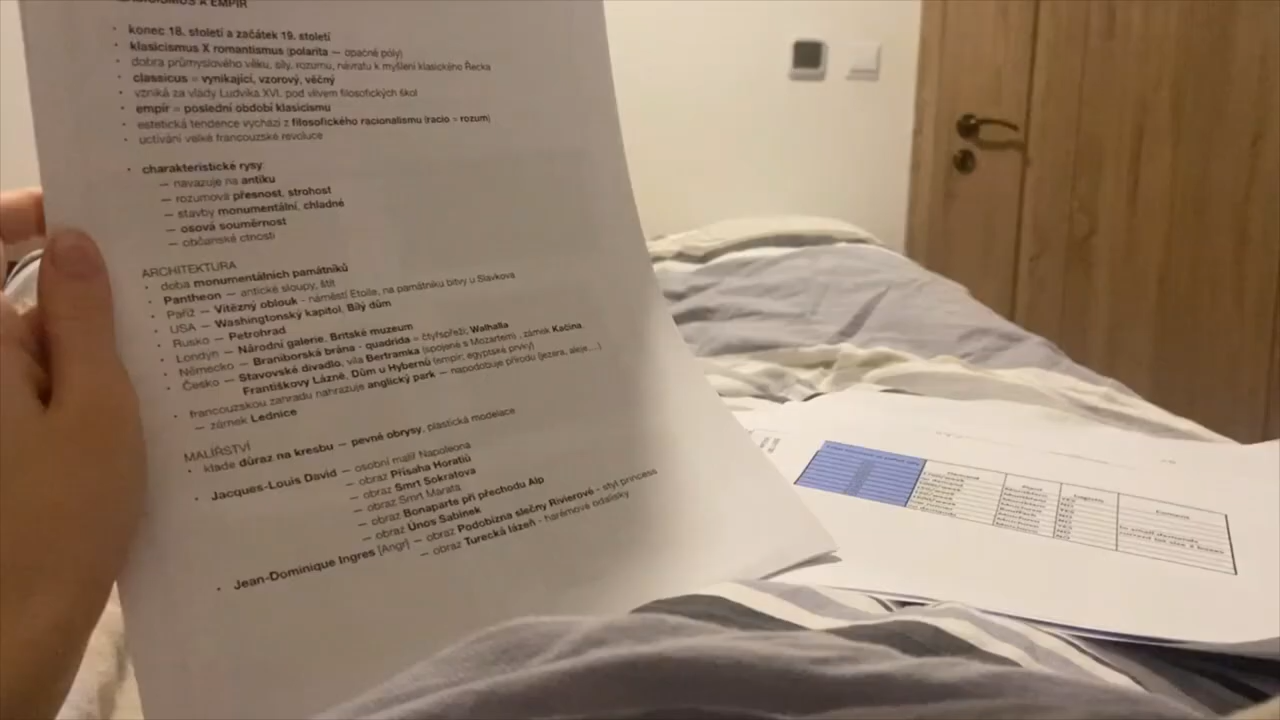 KLASICISMUS A EMPÍR
• konec 18. století a začátek 19. století
• klasicismus X romantismus (polarita — opačné póly)
• doba průmyslového věku, síly, rozumu, návratu k myšlení klasického Řecka
• classicus = vynikající, vzorový, věčný
• vzniká za vlády Ludvíka XVI. pod vlivem filosofických škol
• empír = poslední období klasicismu
• estetická tendence vychází z filosofického racionalismu (racio = rozum)
• uctívání velké francouzské revoluce
• charakteristické rysy:
— navazuje na antiku
— rozumová přesnost, strohost
— stavby monumentální, chladné
— osová souměrnost
— občanské ctnosti
ARCHITEKTURA
• doba monumentálních památníků
• Pantheon — antické sloupy, štít
• Paříž — Vítězný oblouk - náměstí Etoile, na památníku bitvy u Slavkova
• USA — Washingtonský kapitol, Bílý dům
• Rusko — Petrohrad
• Londýn — Národní galerie, Britské muzeum
• Německo — Braniborská brána - quadrida = čtyřspřeží; Walhalla
• Česko — Stavovské divadlo, vila Bertramka (spojené s Mozartem) , zámek Kačina,
Františkovy Lázně, Dům u Hybernů (empír; egyptské prvky)
• francouzskou zahradu nahrazuje anglický park — napodobuje přírodu (jezera, aleje…)
— zámek Lednice
MALÍŘSTVÍ
• klade důraz na kresbu — pevné obrysy, plastická modelace
• Jacques-Louis David — osobní malíř Napoleona
— obraz Přísaha Horatiů
— obraz Smrt Sokratova
— obraz Smrt Marata
— obraz Bonaparte při přechodu Alp
— obraz Únos Sabinek
• Jean-Dominique Ingres [Angr] — obraz Podobizna slečny Rivierové - styl princess
— obraz Turecká lázeň - harémové odalisky